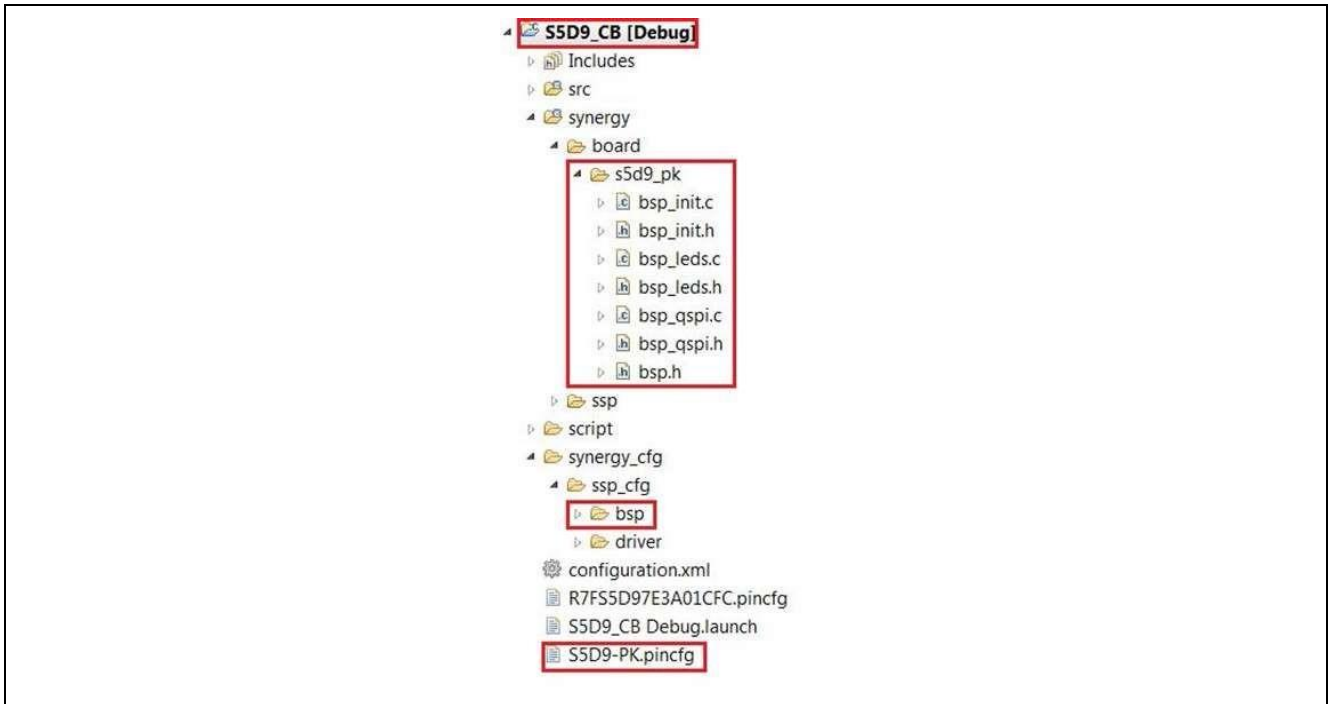 S5D9_CB [Debug]
Includes
src
synergy
board
s5d9_pk
bsp_init.c
bsp_init.h
bsp_leds.c
bsp_leds.h
bsp_qspi.c
bsp_qspi.h
bsp.h
ssp
script
synergy_cfg
ssp_cfg
bsp
driver
configuration.xml
R7FS5D97E3A01CFC.pincfg
S5D9_CB Debug.launch
S5D9-PK.pincfg